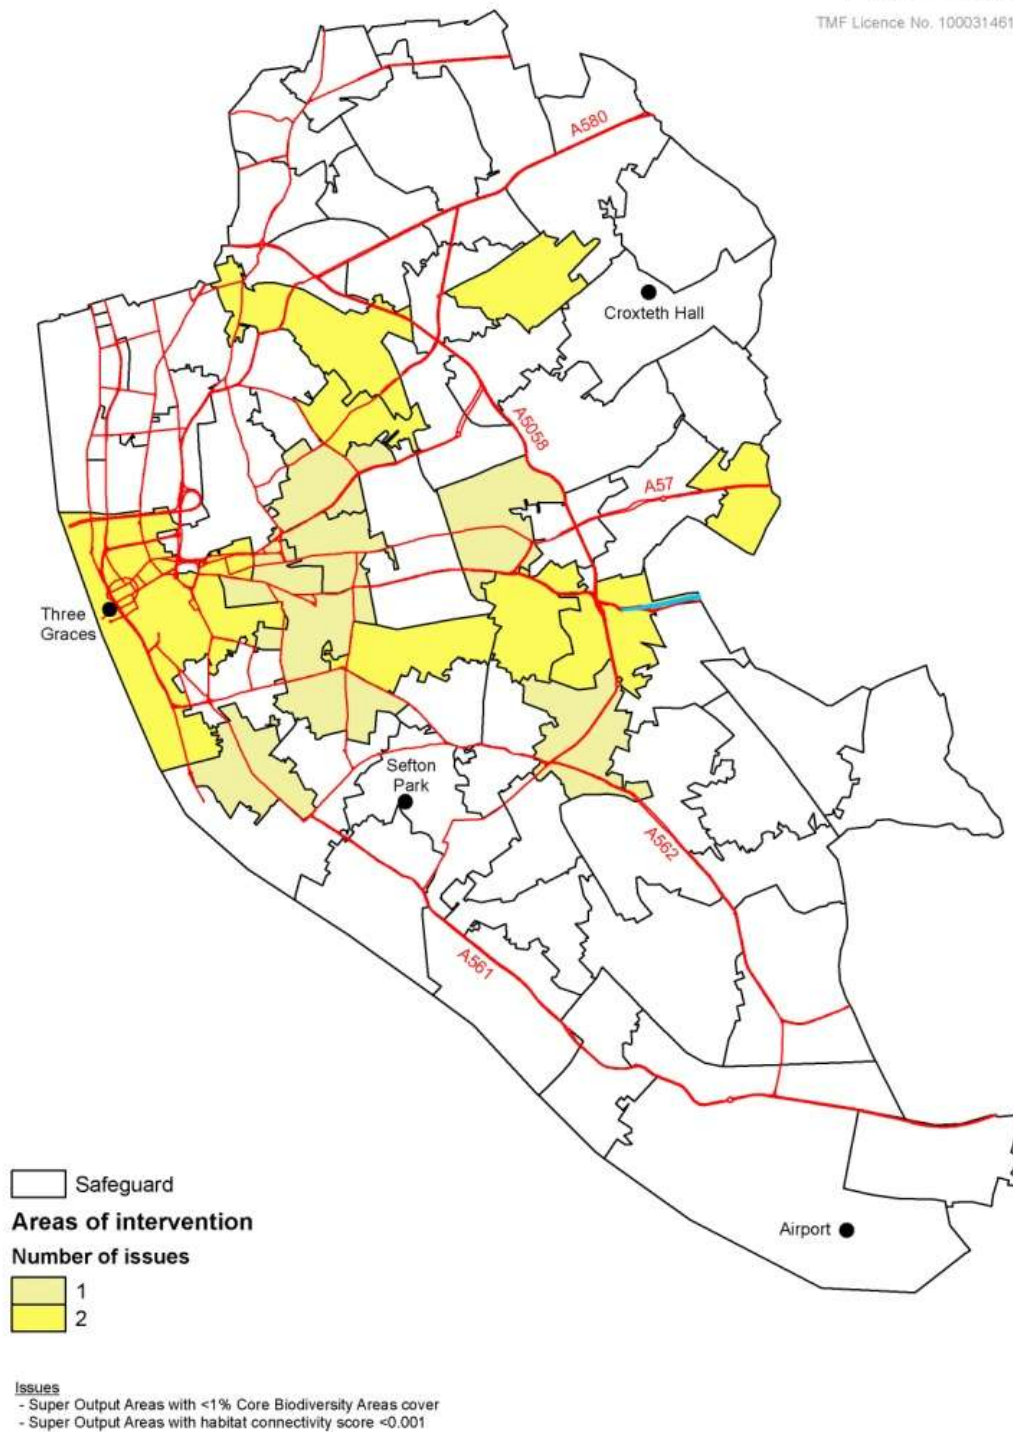 TMF Licence No. 100031461
A580
Croxteth Hall
A5058
A57
Three
Graces
Sefton
Park
A562
A561
Safeguard
Areas of intervention
Number of issues
1
2
Airport
Issues
- Super Output Areas with <1% Core Biodiversity Areas cover
- Super Output Areas with habitat connectivity score <0.001